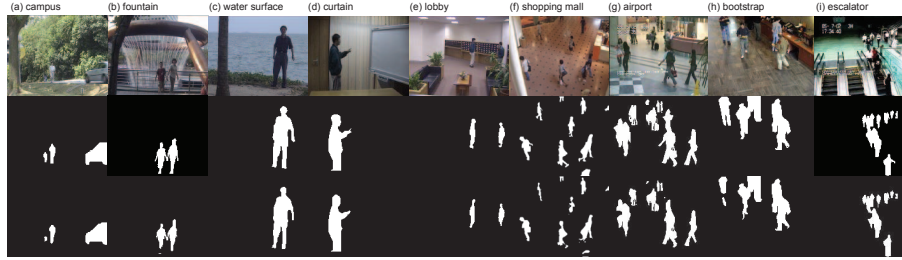 (a) campus
(b) fountain
(c) water surface
(d) curtain
(e) lobby
(f) shopping mall
(g) airport
(h) bootstrap
(i) escalator